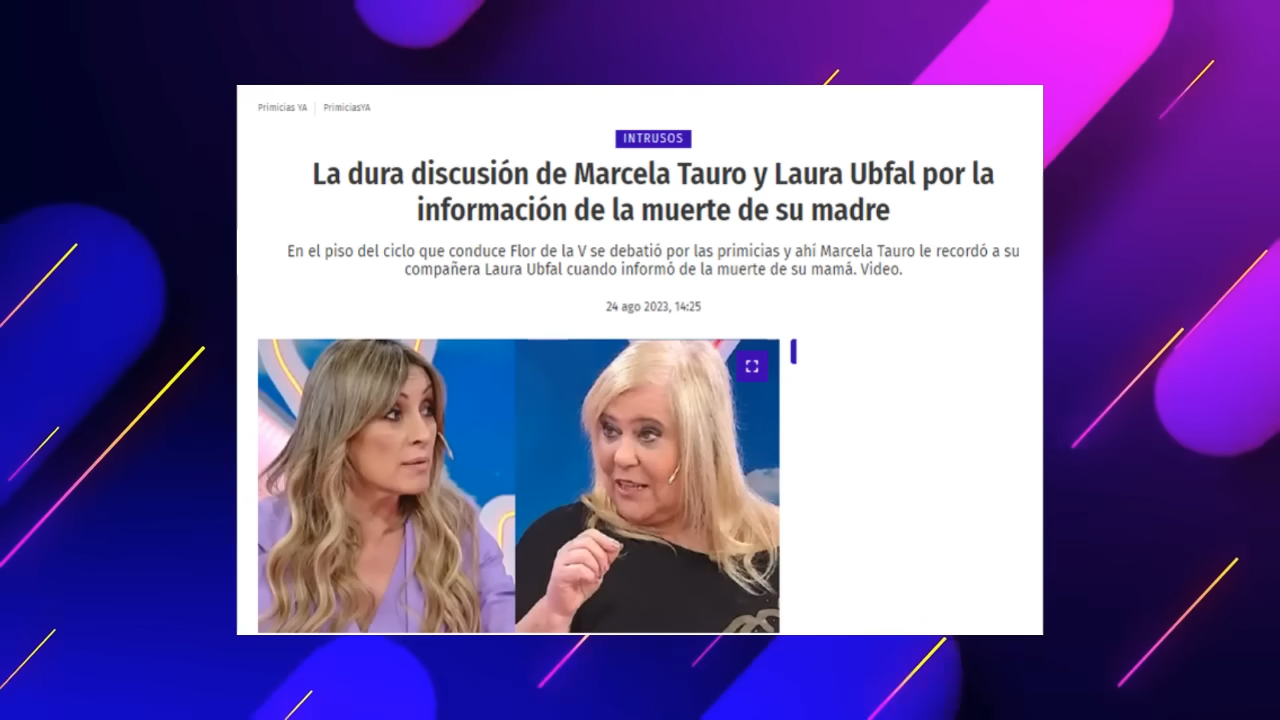 Primicias YA | PrimiciasYA
INTRUSOS
La dura discusión de Marcela Tauro y Laura Ubfal por la
información de la muerte de su madre
En el piso del ciclo que conduce Flor de la V se debatió por las primicias y ahí Marcela Tauro le recordó a su
compañera Laura Ubfal cuando informó de la muerte de su mamá. Video.
24 ago 2023, 14:25